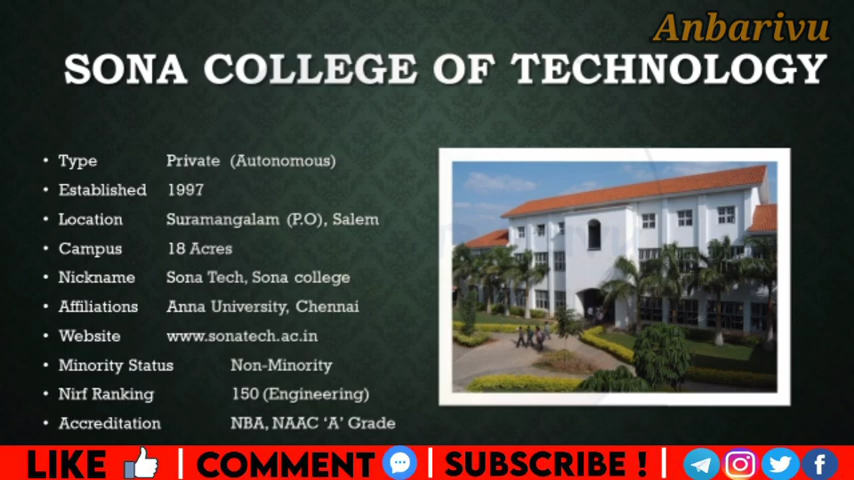 Anbarivu
SONA COLLEGE OF TECHNOLOGY
• Type Private (Autonomous)
• Established 1997
• Location Suramangalam (P.O), Salem
• Campus 18 Acres
• Nickname Sona Tech, Sona college
• Affiliations Anna University, Chennai
• Website www.sonatech.ac.in
• Minority Status Non-Minority
• Nirf Ranking 150 (Engineering)
• Accreditation NBA, NAAC ‘A’ Grade
LIKE | COMMENT | SUBSCRIBE ! |